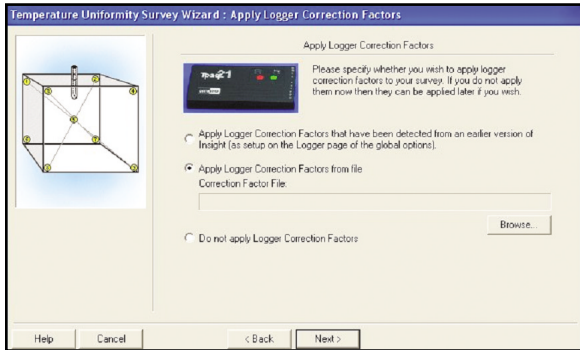 Temperature Uniformity Survey Wizard : Apply Logger Correction Factors
Apply Logger Correction Factors
Please specify whether you wish to apply logger
correction factors to your survey. If you do not apply
them now then they can be applied later if you wish.
Tpaq21
Apply Logger Correction Factors that have been detected from an earlier version of
Insight (as setup on the Logger page of the global options).
Apply Logger Correction Factors from file
Correction Factor File:
Browse...
Do not apply Logger Correction Factors
Help
Cancel
< Back
Next >